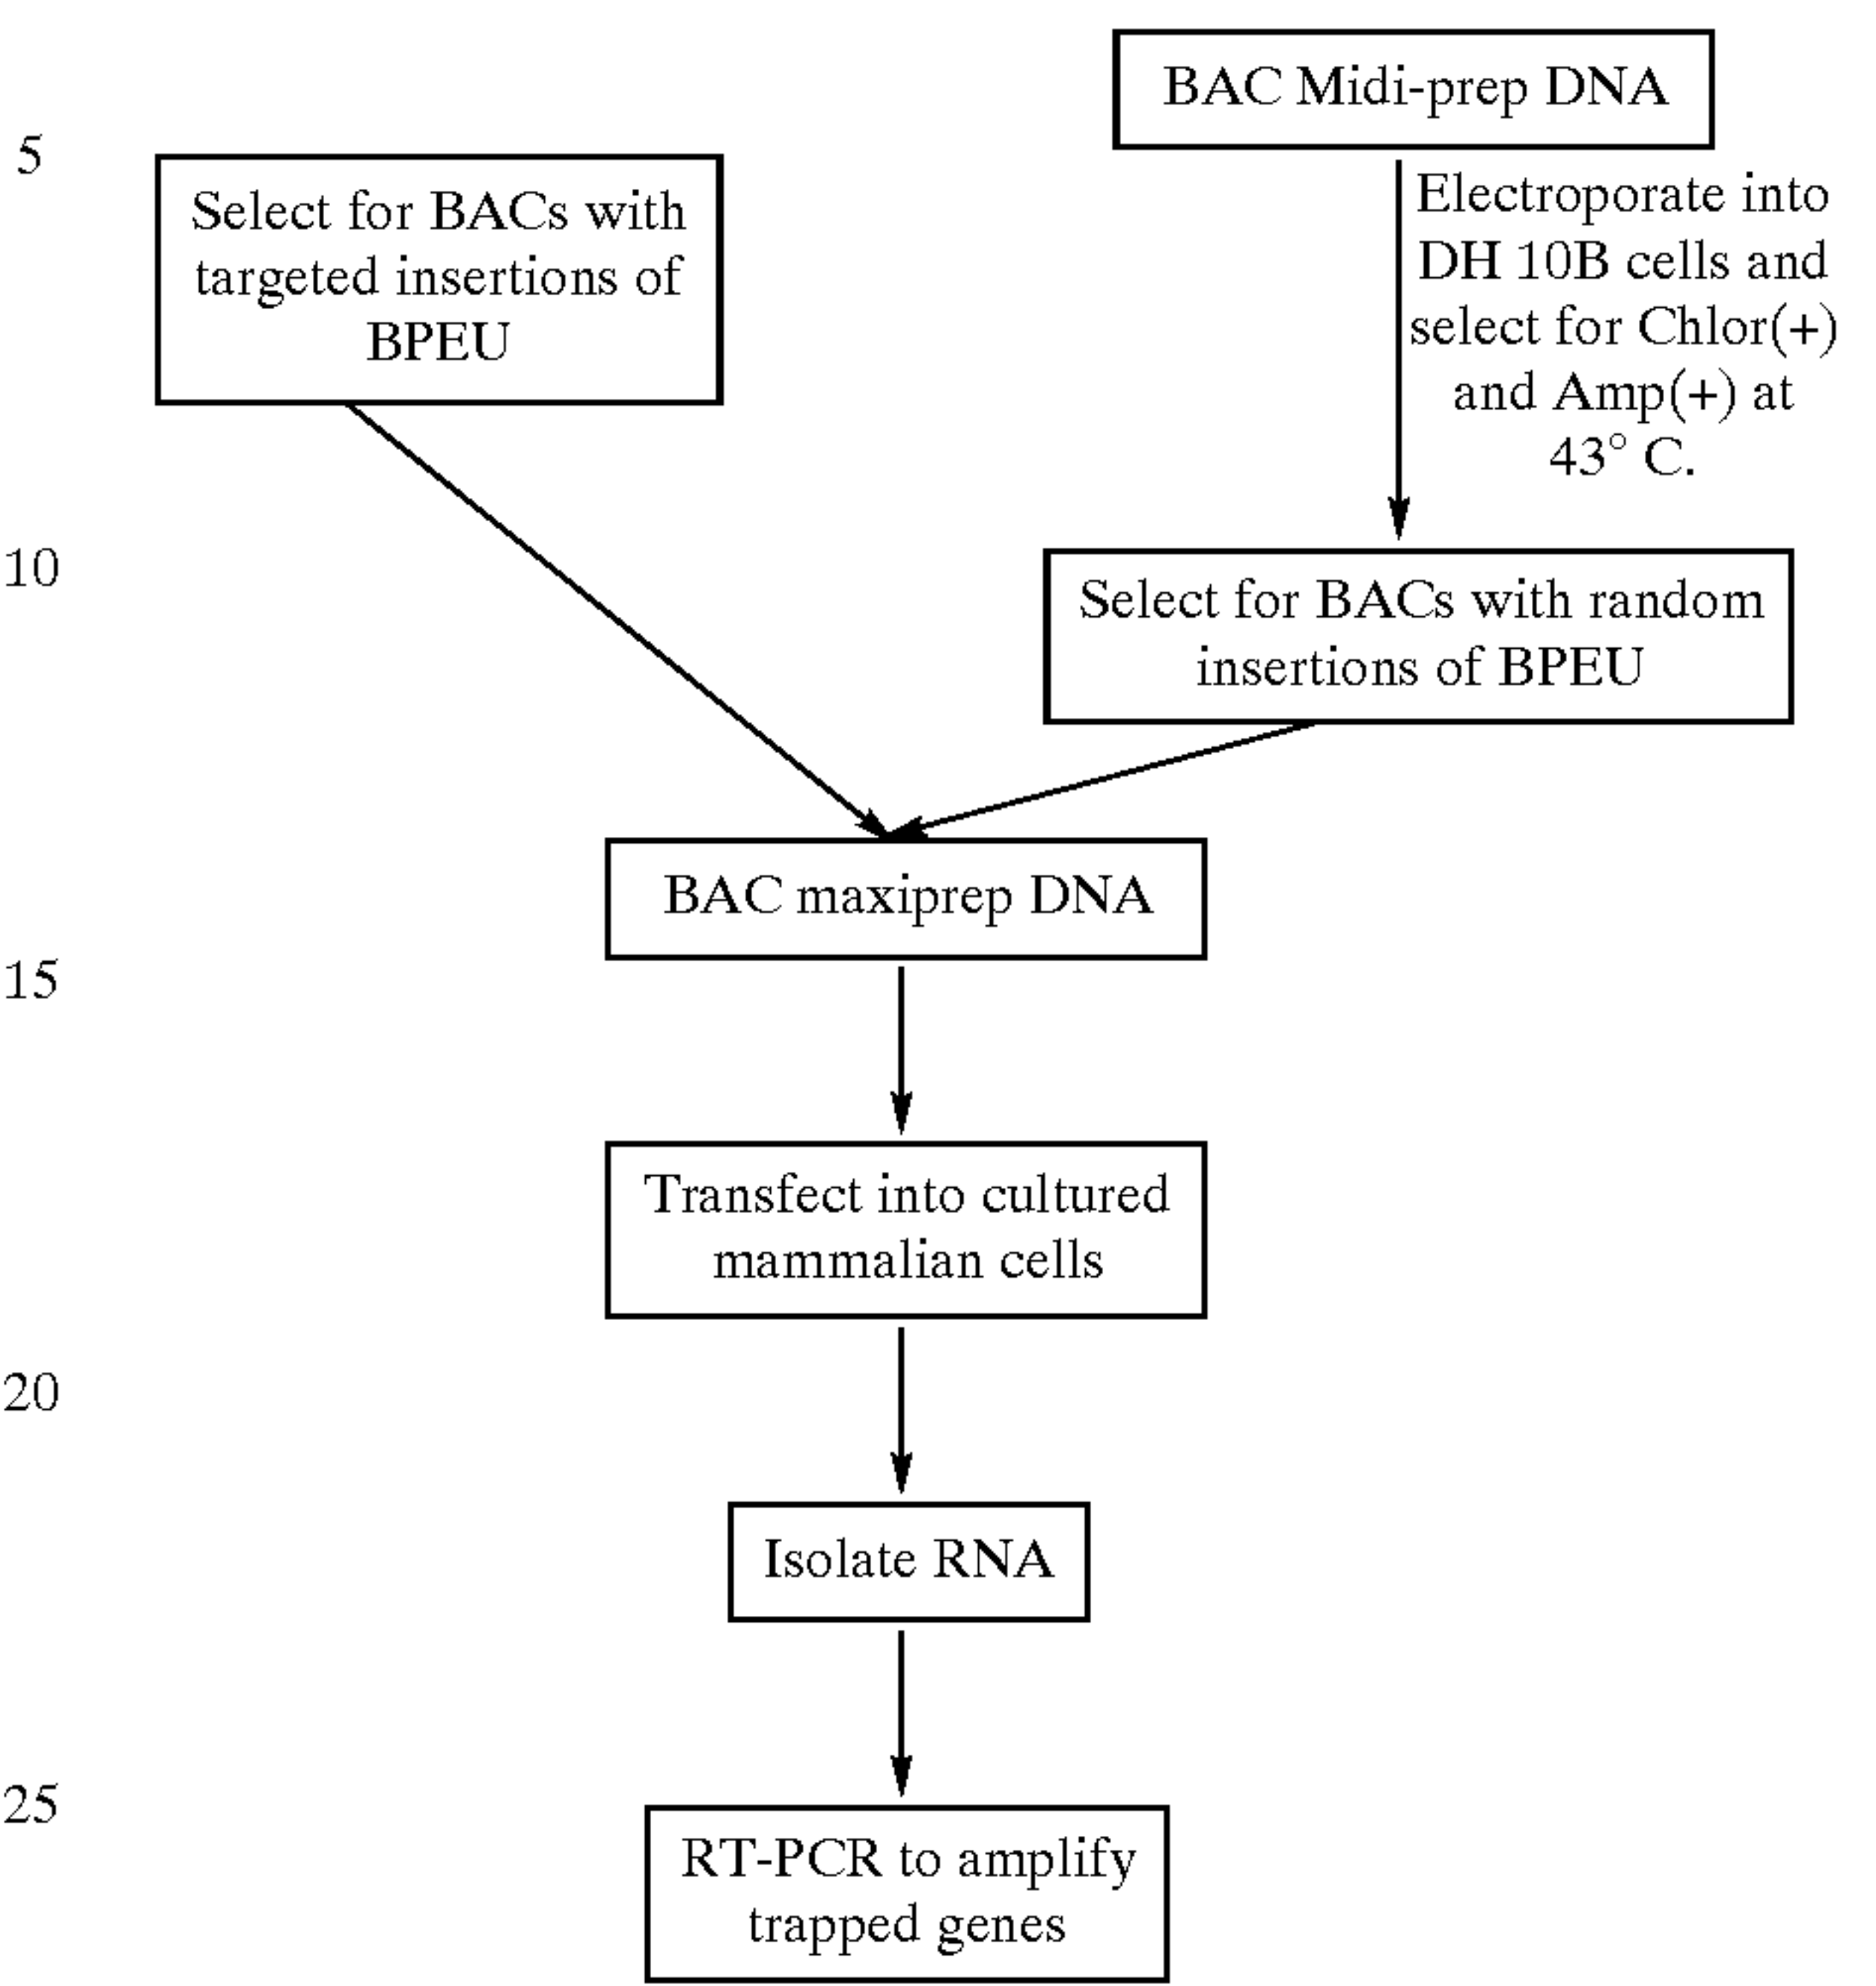 BAC Midi-prep DNA
5
Select for BACs with
targeted insertions of
BPEU
Electroporate into
DH 10B cells and
select for Chlor(+)
and Amp(+) at
43° C.
10
Select for BACs with random
insertions of BPEU
BAC maxiprep DNA
15
Transfect into cultured
mammalian cells
20
Isolate RNA
25
RT-PCR to amplify
trapped genes